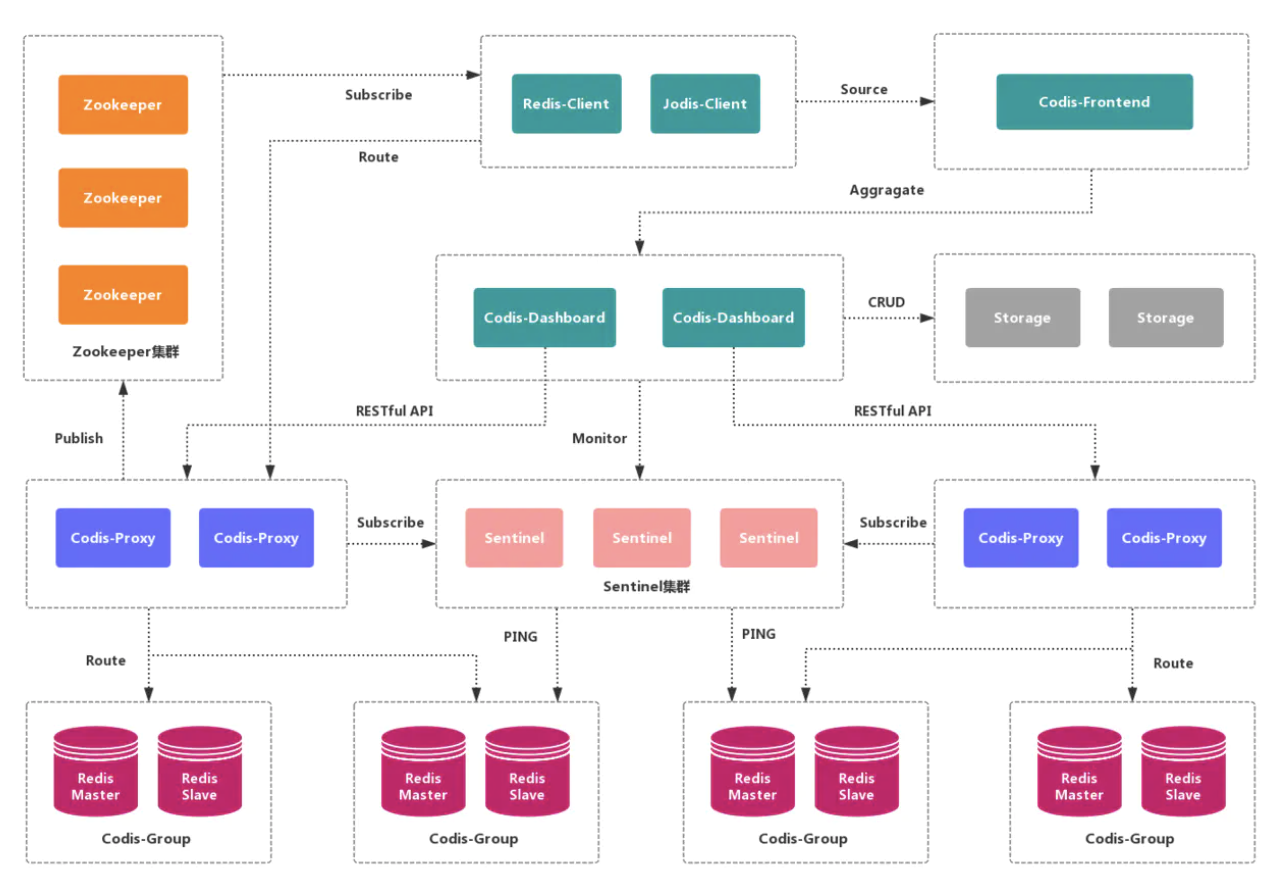 Zookeeper
Zookeeper
Zookeeper
Zookeeper集群
Subscribe
Route
Redis-Client
Jodis-Client
Source
Codis-Frontend
Aggragate
Codis-Dashboard
Codis-Dashboard
CRUD
Storage
Storage
Publish
RESTful API
Monitor
RESTful API
Codis-Proxy
Codis-Proxy
Subscribe
Sentinel
Sentinel
Sentinel
Sentinel集群
Subscribe
Codis-Proxy
Codis-Proxy
Route
PING
PING
Route
Redis
Master
Redis
Slave
Codis-Group
Redis
Master
Redis
Slave
Codis-Group
Redis
Master
Redis
Slave
Codis-Group
Redis
Master
Redis
Slave
Codis-Group